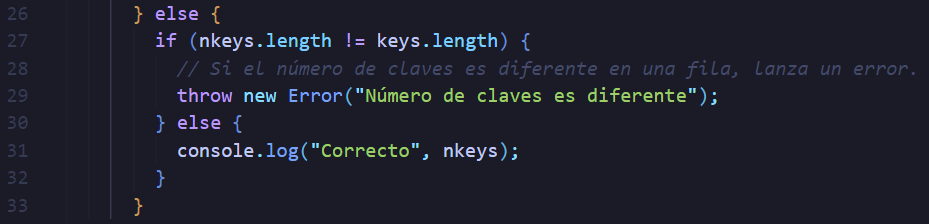 26 } else {
27 if (nkeys.length != keys.length) {
28 // Si el número de claves es diferente en una fila, lanza un error.
29 throw new Error("Número de claves es diferente");
30 } else {
31 console.log("Correcto", nkeys);
32 }
33 }